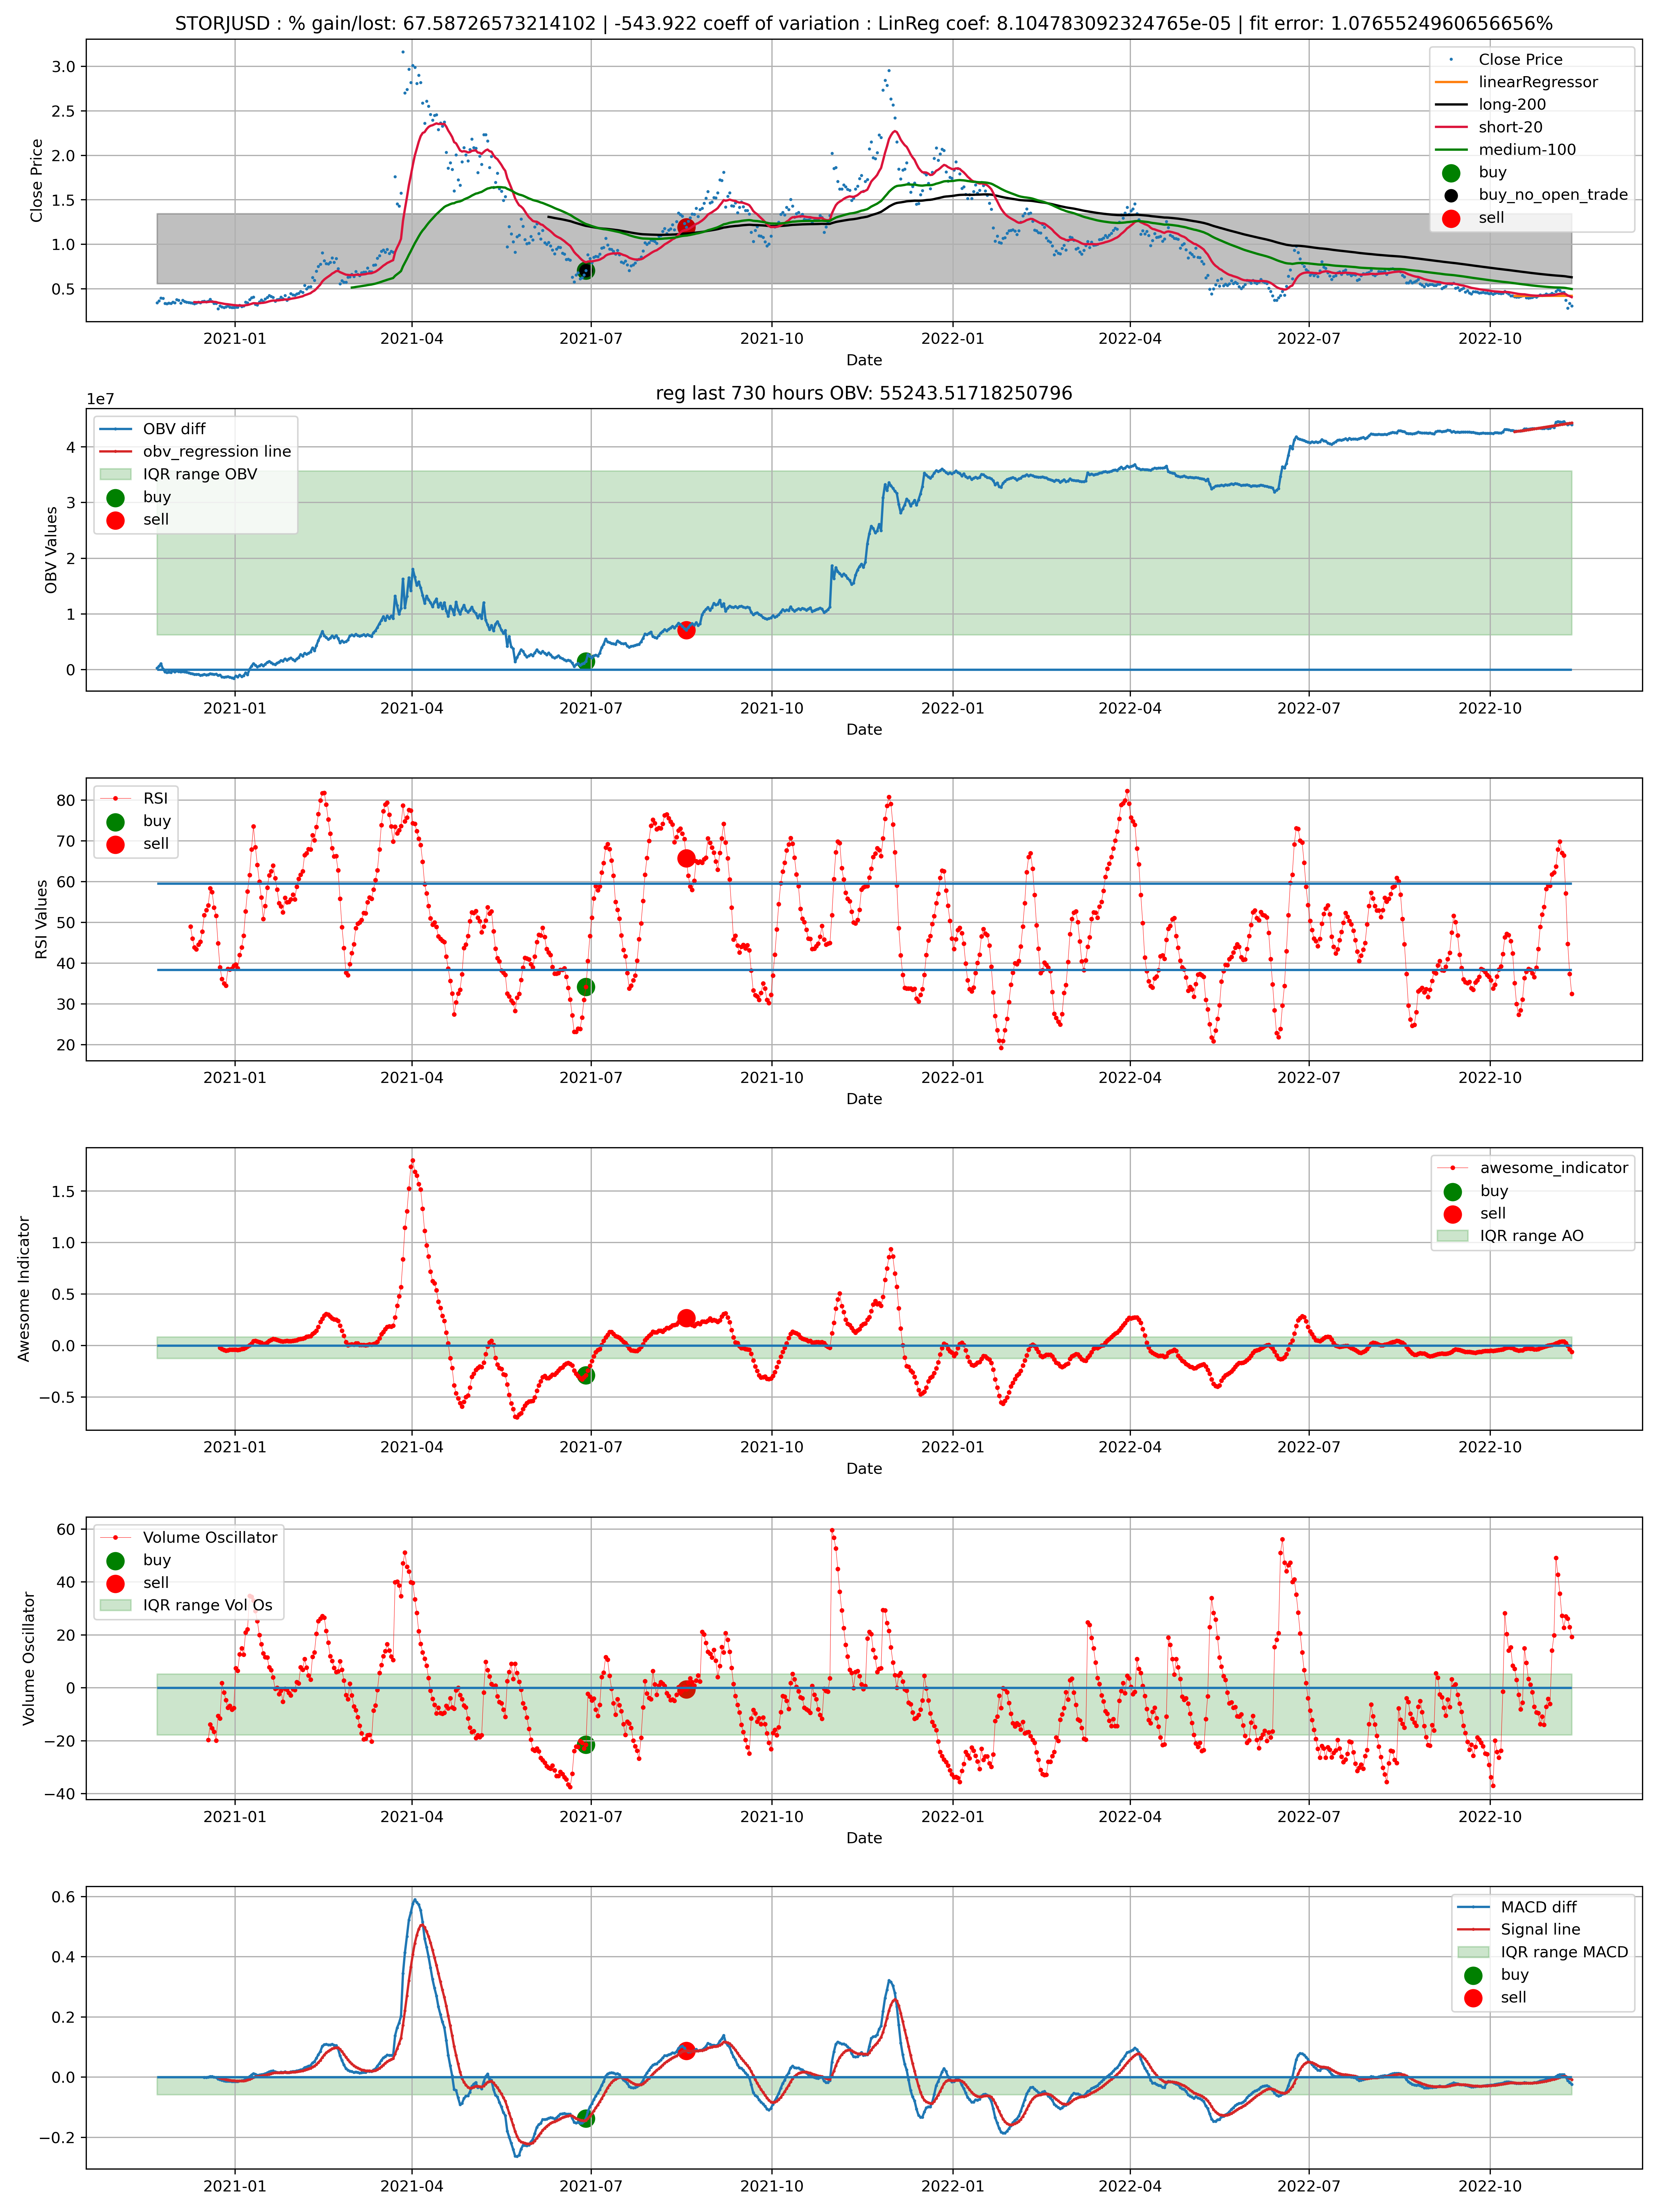 STORJUSD : % gain/lost: 67.58726573214102 | -543.922 coeff of variation : LinReg coef: 8.104783092324765e-05 | fit error: 1.0765524960656656%
Close Price
3.0
2.5
2.0
1.5
1.0
0.5
Close Price
linearRegressor
long-200
short-20
medium-100
buy
buy_no_open_trade
sell
2021-01 2021-04 2021-07 2021-10 2022-01 2022-04 2022-07 2022-10
Date
reg last 730 hours OBV: 55243.51718250796
1e7
OBV Values
4
3
2
1
0
OBV diff
obv_regression line
IQR range OBV
buy
sell
2021-01 2021-04 2021-07 2021-10 2022-01 2022-04 2022-07 2022-10
Date
RSI Values
80
70
60
50
40
30
20
RSI
buy
sell
2021-01 2021-04 2021-07 2021-10 2022-01 2022-04 2022-07 2022-10
Date
Awesome Indicator
1.5
1.0
0.5
0.0
−0.5
awesome_indicator
buy
sell
IQR range AO
2021-01 2021-04 2021-07 2021-10 2022-01 2022-04 2022-07 2022-10
Date
Volume Oscillator
60
40
20
0
−20
−40
Volume Oscillator
buy
sell
IQR range Vol Os
2021-01 2021-04 2021-07 2021-10 2022-01 2022-04 2022-07 2022-10
Date
0.6
0.4
0.2
0.0
−0.2
MACD diff
Signal line
IQR range MACD
buy
sell
2021-01 2021-04 2021-07 2021-10 2022-01 2022-04 2022-07 2022-10